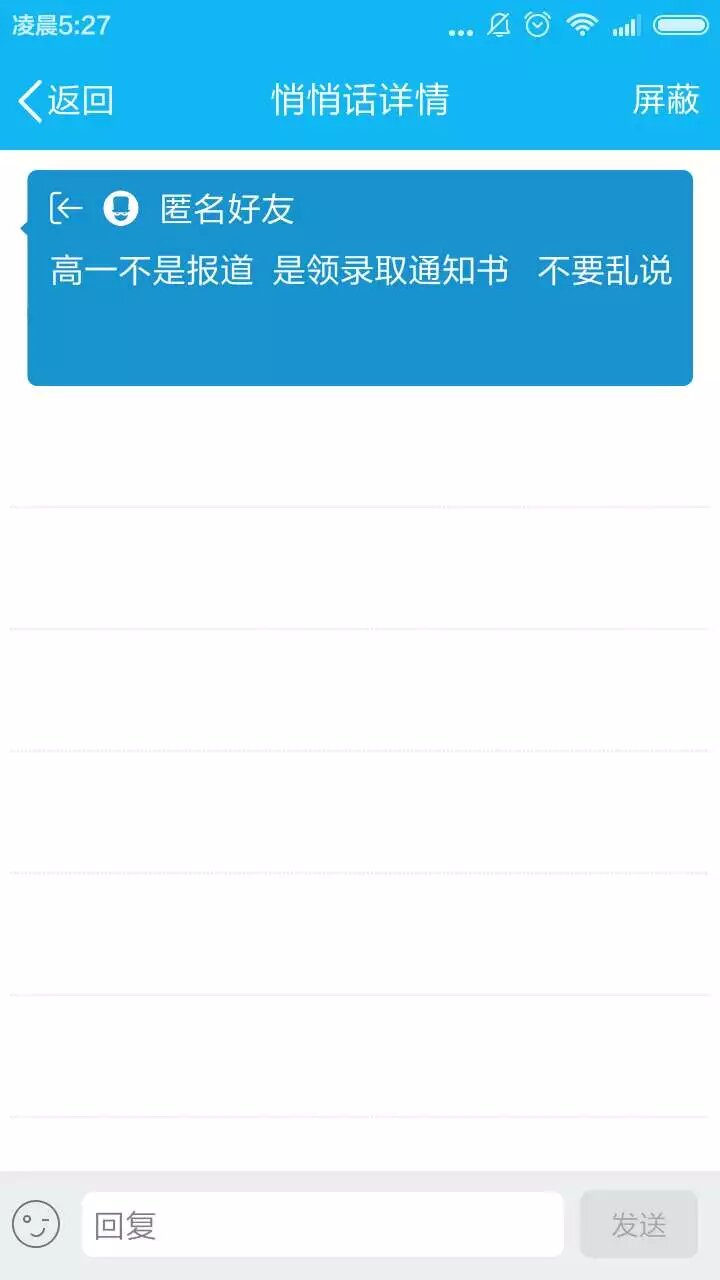 凌晨5:27
返回 悄悄话详情 屏蔽
匿名好友
高一不是报道 是领录取通知书 不要乱说
回复 发送